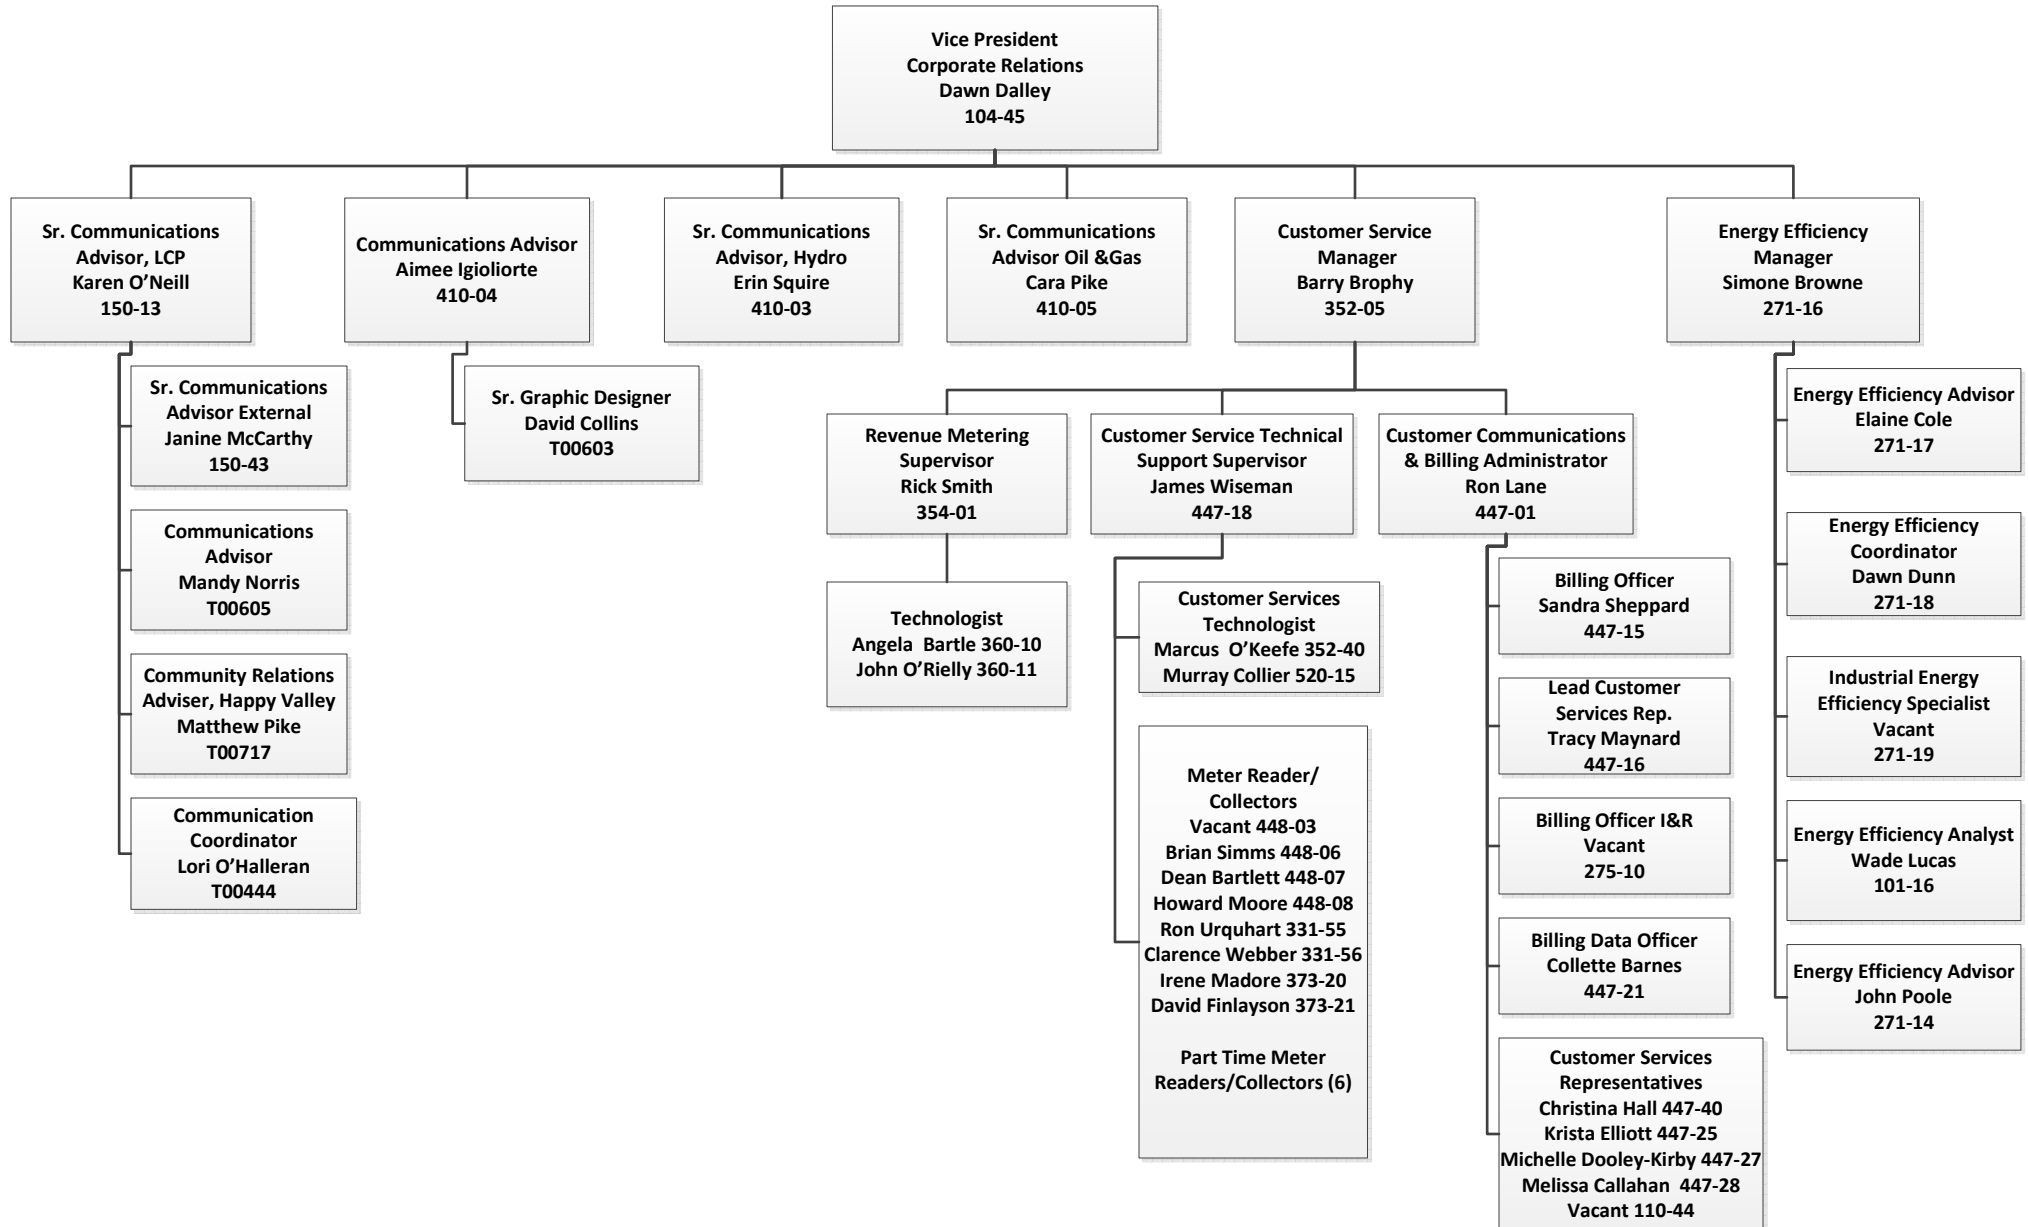 Vice President
Corporate Relations
Dawn Dalley
104-45
Sr. Communications
Advisor, LCP
Karen O’Neill
150-13
Communications Advisor
Aimee Igioliorte
410-04
Sr. Communications
Advisor, Hydro
Erin Squire
410-03
Sr. Communications
Advisor Oil &Gas
Cara Pike
410-05
Customer Service
Manager
Barry Brophy
352-05
Energy Efficiency
Manager
Simone Browne
271-16
Sr. Communications
Advisor External
Janine McCarthy
150-43
Communications
Advisor
Mandy Norris
T00605
Community Relations
Adviser, Happy Valley
Matthew Pike
T00717
Communication
Coordinator
Lori O’Halleran
T00444
Sr. Graphic Designer
David Collins
T00603
Revenue Metering
Supervisor
Rick Smith
354-01
Technologist
Angela  Bartle 360-10
John O’Rielly 360-11
Customer Service Technical
Support Supervisor
James Wiseman
447-18
Customer Services
Technologist
Marcus  O’Keefe 352-40
Murray Collier 520-15
Meter Reader/
Collectors
Vacant 448-03
Brian Simms 448-06
Dean Bartlett 448-07
Howard Moore 448-08
Ron Urquhart 331-55
Clarence Webber 331-56
Irene Madore 373-20
David Finlayson 373-21
Part Time Meter
Readers/Collectors (6)
Customer Communications
& Billing Administrator
Ron Lane
447-01
Billing Officer
Sandra Sheppard
447-15
Lead Customer
Services Rep.
Tracy Maynard
447-16
Billing Officer I&R
Vacant
275-10
Billing Data Officer
Collette Barnes
447-21
Customer Services
Representatives
Christina Hall 447-40
Krista Elliott 447-25
Michelle Dooley-Kirby 447-27
Melissa Callahan  447-28
Vacant 110-44
Energy Efficiency Advisor
Elaine Cole
271-17
Energy Efficiency
Coordinator
Dawn Dunn
271-18
Industrial Energy
Efficiency Specialist
Vacant
271-19
Energy Efficiency Analyst
Wade Lucas
101-16
Energy Efficiency Advisor
John Poole
271-14